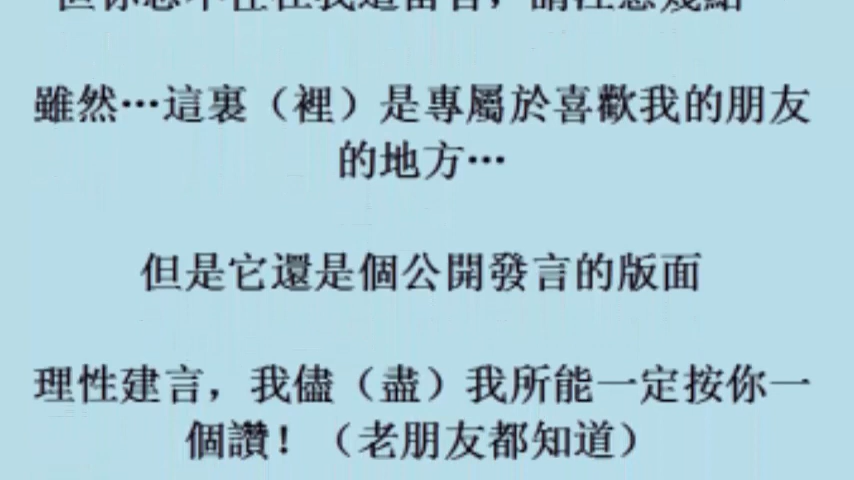 雖然…這裏（裡）是專屬於喜歡我的朋友
的地方…
但是它還是個公開發言的版面
理性建言，我儘（盡）我所能一定按你一
個讚！（老朋友都知道）